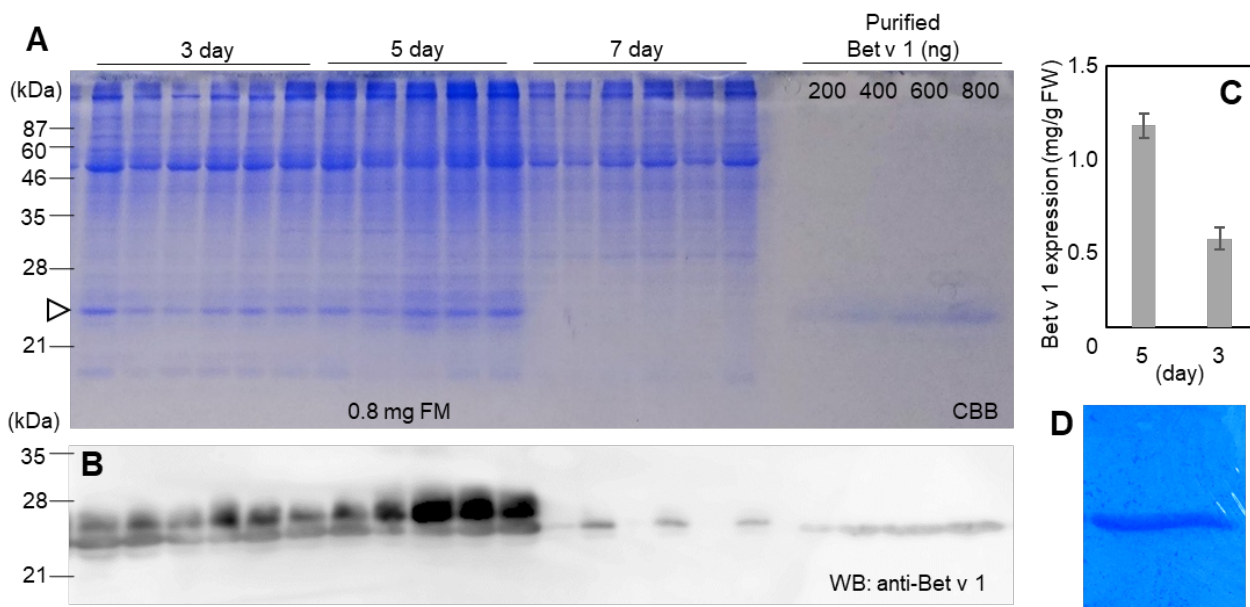 A
3 day
5 day
7 day
Purified
Bet v 1 (ng)
(kDa)
200 400 600 800
87
60
46
35
28
21
(kDa)
0.8 mg FM
CBB
B
35
28
21
WB: anti-Bet v 1
C
Bet v 1 expression (mg/g FW)
1.5
1.0
0.5
0
5 3
(day)
D